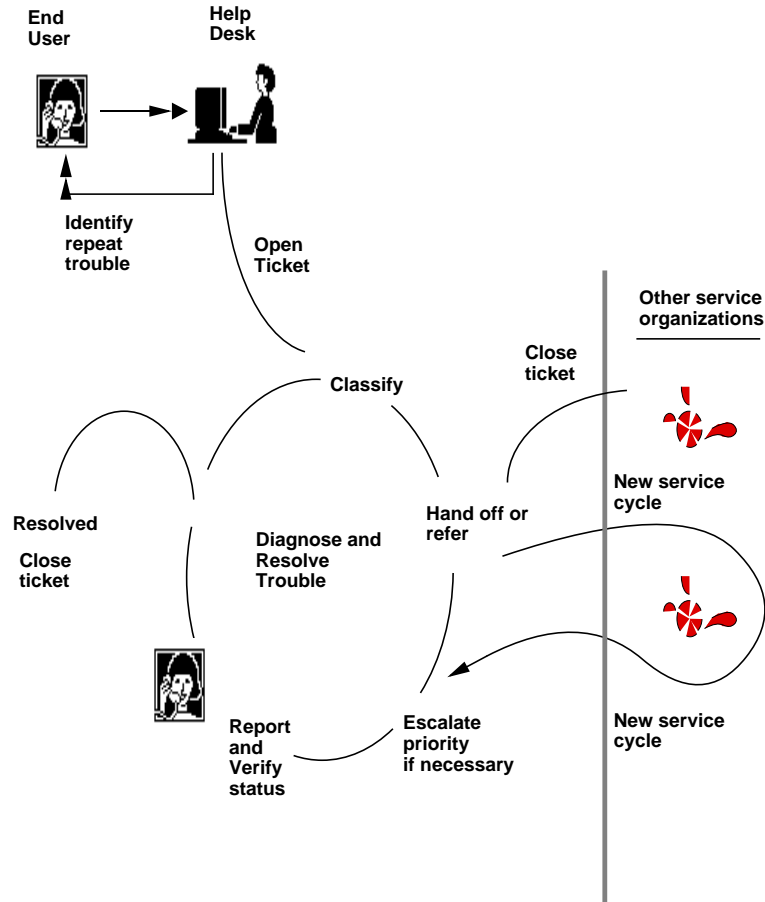 End
User
Help
Desk
Identify
repeat
trouble
Open
Ticket
Other service
organizations
Close
ticket
Classify
New service
cycle
Hand off or
refer
Resolved
Close
ticket
Diagnose and
Resolve
Trouble
Report
and
Verify
status
Escalate
priority
if necessary
New service
cycle